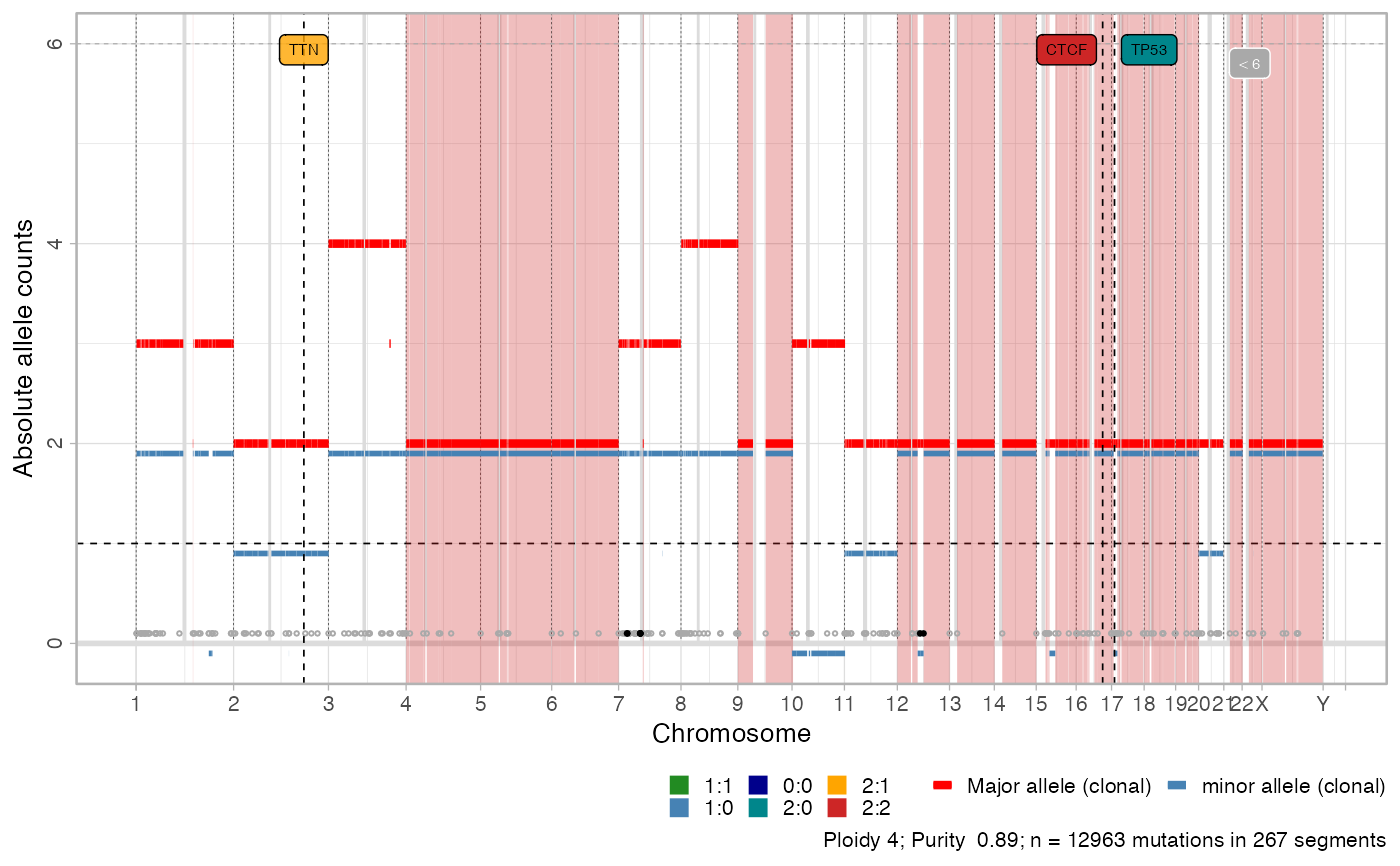 6
TTN
CTCF
TP53
< 6
4
2
0
Absolute allele counts
1 2 3 4 5 6 7 8 9 10 11 12 13 14 15 16 17 18 19 20 21 22 X Y
Chromosome
1:1 0:0 2:1 Major allele (clonal) minor allele (clonal)
1:0 2:0 2:2
Ploidy 4; Purity 0.89; n = 12963 mutations in 267 segments